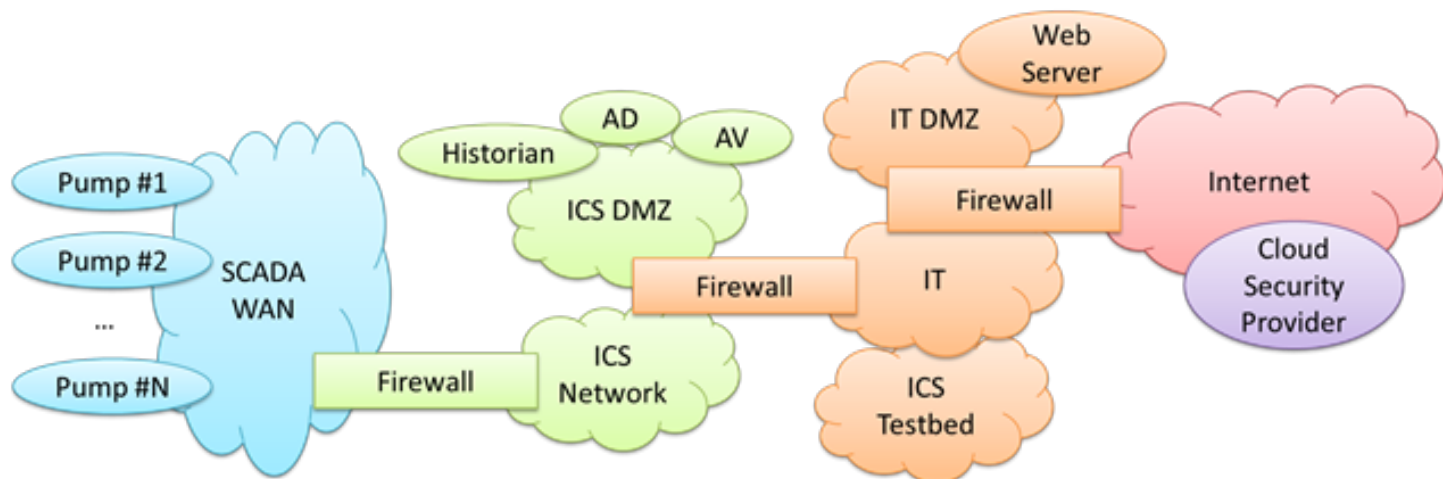 Pump #1
Pump #2
...
Pump #N
SCADA
WAN
Firewall
Historian
AD
AV
ICS DMZ
ICS
Network
Firewall
Web
Server
IT DMZ
Firewall
IT
ICS
Testbed
Internet
Cloud
Security
Provider